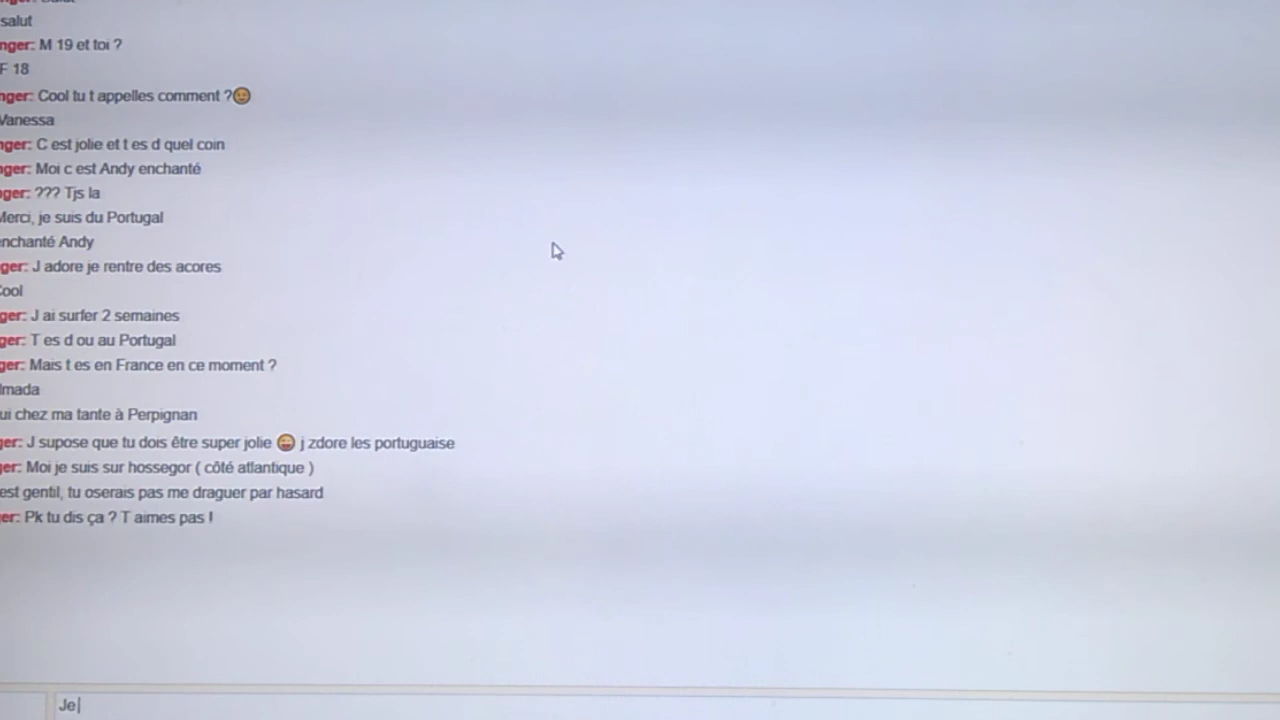 salut
nger: M 19 et toi ?
F 18
nger: Cool tu t appelles comment ?
Vanessa
nger: C est jolie et t es d quel coin
nger: Moi c est Andy enchanté
nger: ??? Tjs la
Merci, je suis du Portugal
nchanté Andy
ger: J adore je rentre des acores
Cool
ger: J ai surfer 2 semaines
ger: T es d ou au Portugal
ger: Mais t es en France en ce moment ?
lmada
ui chez ma tante à Perpignan
ger: J supose que tu dois être super jolie j zdore les portuguaise
ger: Moi je suis sur hossegor ( côté atlantique )
est gentil, tu oserais pas me draguer par hasard
er: Pk tu dis ça ? T aimes pas !
Je